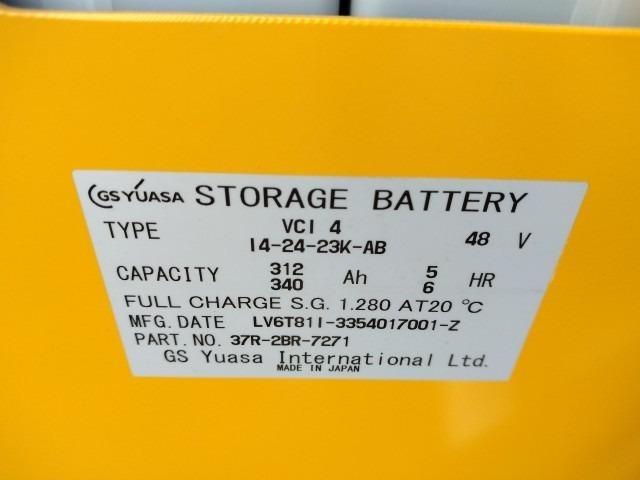 GS YUASA STORAGE BATTERY
TYPE VCI 4 48 V
14-24-23K-AB
CAPACITY 312 Ah 5 HR
340 6
FULL CHARGE S.G. 1.280 AT20 ℃
MFG. DATE LV6T811-3354017001-Z
PART. NO. 37R-2BR-7271
GS Yuasa International Ltd.
MADE IN JAPAN